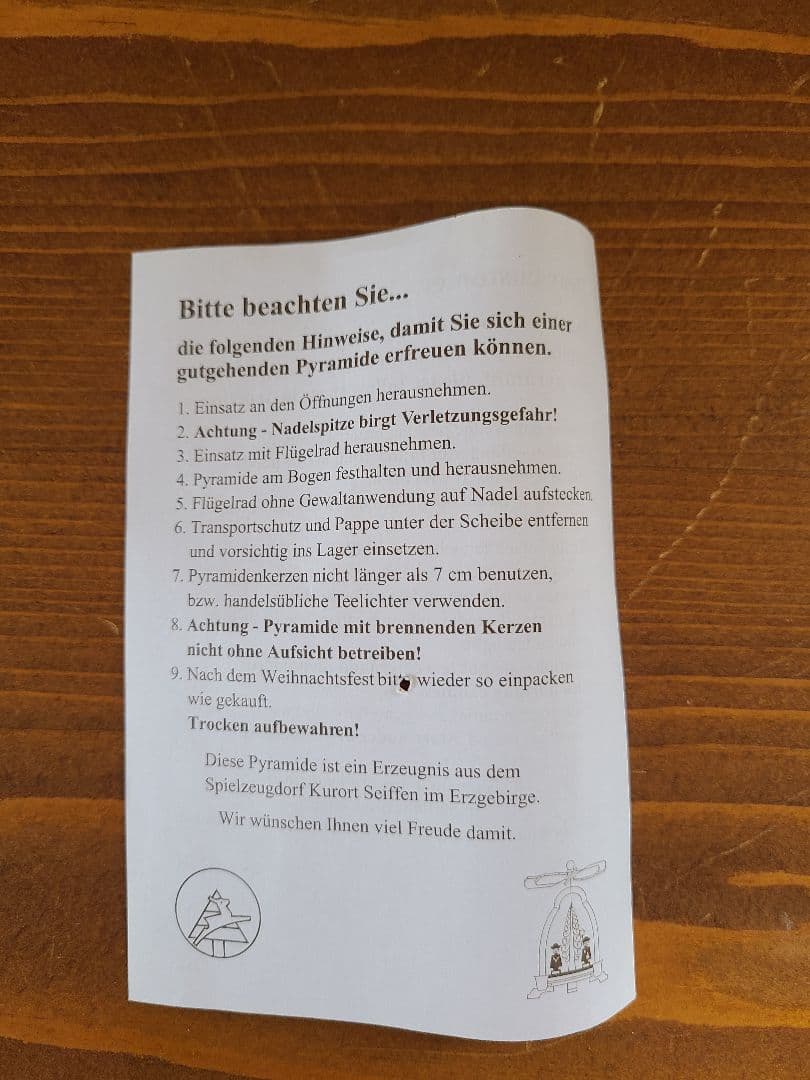 Bitte beachten Sie...
die folgenden Hinweise, damit Sie sich einer
gutgehenden Pyramide erfreuen können.
1. Einsatz an den Öffnungen herausnehmen.
2. Achtung - Nadelspitze birgt Verletzungsgefahr!
3. Einsatz mit Flügelrad herausnehmen.
4. Pyramide am Bogen festhalten und herausnehmen.
5. Flügelrad ohne Gewaltanwendung auf Nadel aufstecken.
6. Transportschutz und Pappe unter der Scheibe entfernen
und vorsichtig ins Lager einsetzen.
7. Pyramidenkerzen nicht länger als 7 cm benutzen,
bzw. handelsübliche Teelichter verwenden.
8. Achtung - Pyramide mit brennenden Kerzen
nicht ohne Aufsicht betreiben!
9. Nach dem Weihnachtsfest bitte wieder so einpacken
wie gekauft.
Trocken aufbewahren!
Diese Pyramide ist ein Erzeugnis aus dem
Spielzeugdorf Kurort Seiffen im Erzgebirge.
Wir wünschen Ihnen viel Freude damit.